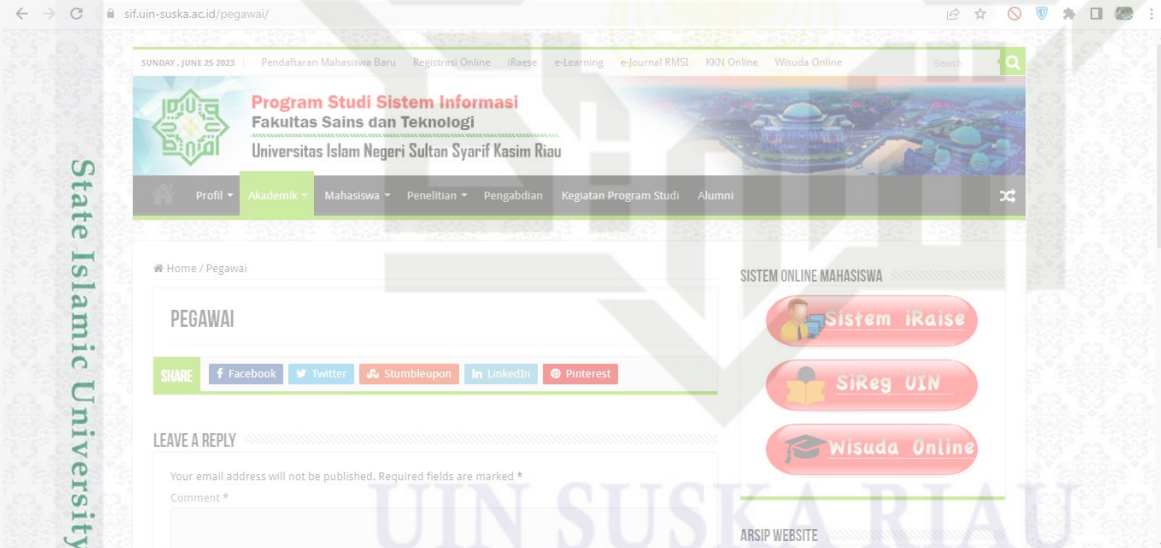 sif.uin-suska.ac.id/pegawai/
SUNDAY , JUNE 25 2023 Pendaftaran Mahasiswa Baru Registrasi Online iRaese e-Learning e-Journal RMSI KKN Online Wisuda Online Search
Program Studi Sistem Informasi
Fakultas Sains dan Teknologi
Universitas Islam Negeri Sultan Syarif Kasim Riau
Profil Akademik Mahasiswa Penelitian Pengabdian Kegiatan Program Studi Alumni
Home / Pegawai
PEGAWAI
SHARE Facebook Twitter Stumbleupon LinkedIn Pinterest
LEAVE A REPLY
Your email address will not be published. Required fields are marked *
Comment *
SISTEM ONLINE MAHASISWA
Sistem iRaise
SiReg UIN
Wisuda Online
ARSIP WEBSITE
State Islamic University
UIN SUSKA RIAU